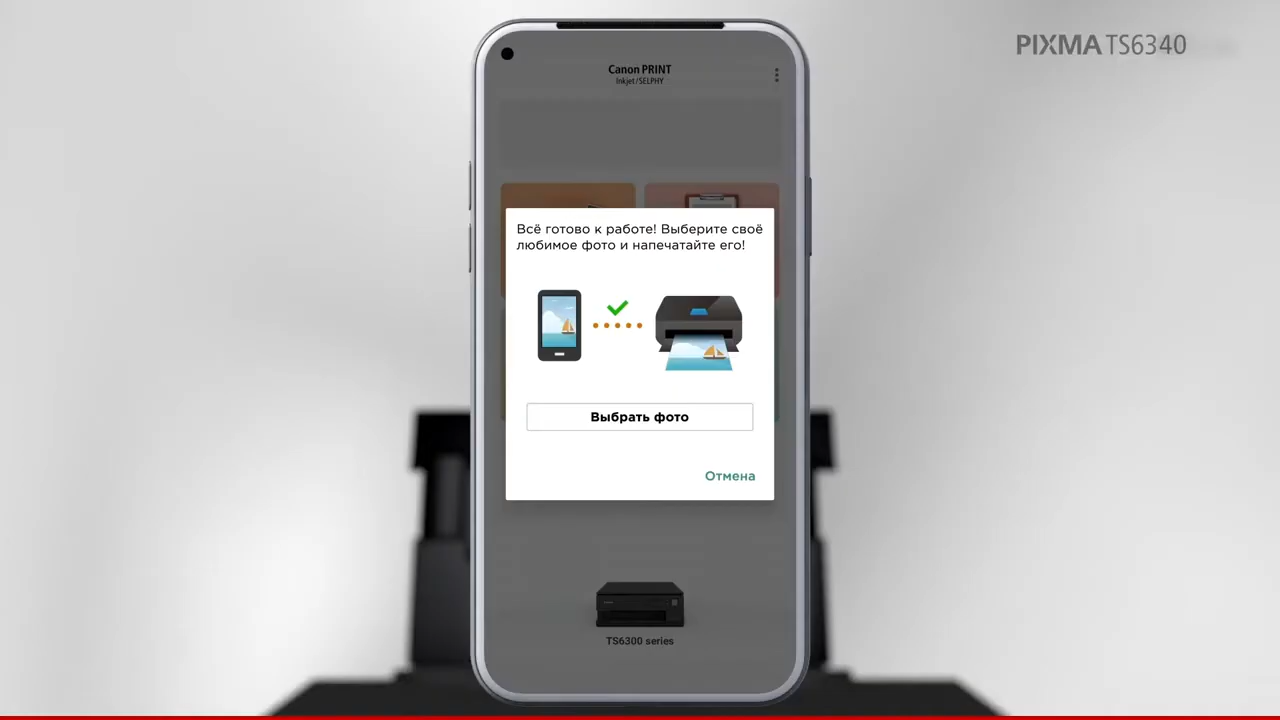 PIXMA TS6340
Canon PRINT
Inkjet/SELPHY
Всё готово к работе! Выберите своё
любимое фото и напечатайте его!
Выбрать фото
Отмена
TS6300 series